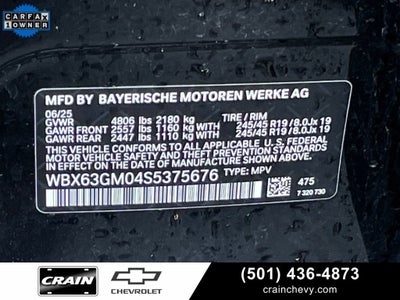 CARFAX
1 OWNER
MFD BY BAYERISCHE MOTOREN WERKE AG
06/25
GVWR 4806 lbs 2180 kg TIRE / RIM
GAWR FRONT 2557 lbs 1160 kg 245/45 R19 / 8.0Jx 19
GAWR REAR 2447 lbs 1110 kg 245/45 R19 / 8.0Jx 19
THIS VEHICLE CONFORMS TO ALL APPLICABLE U. S. FEDERAL
MOTOR VEHICLE SAFETY, BUMPER, AND THEFT PREVENTION STANDARDS
IN EFFECT ON THE DATE OF MANUFACTURE SHOWN ABOVE.
WBX63GM04S5375676 TYPE: MPV 475
7 320 730
CRAIN CHEVROLET
(501) 436-4873
crainchevy.com